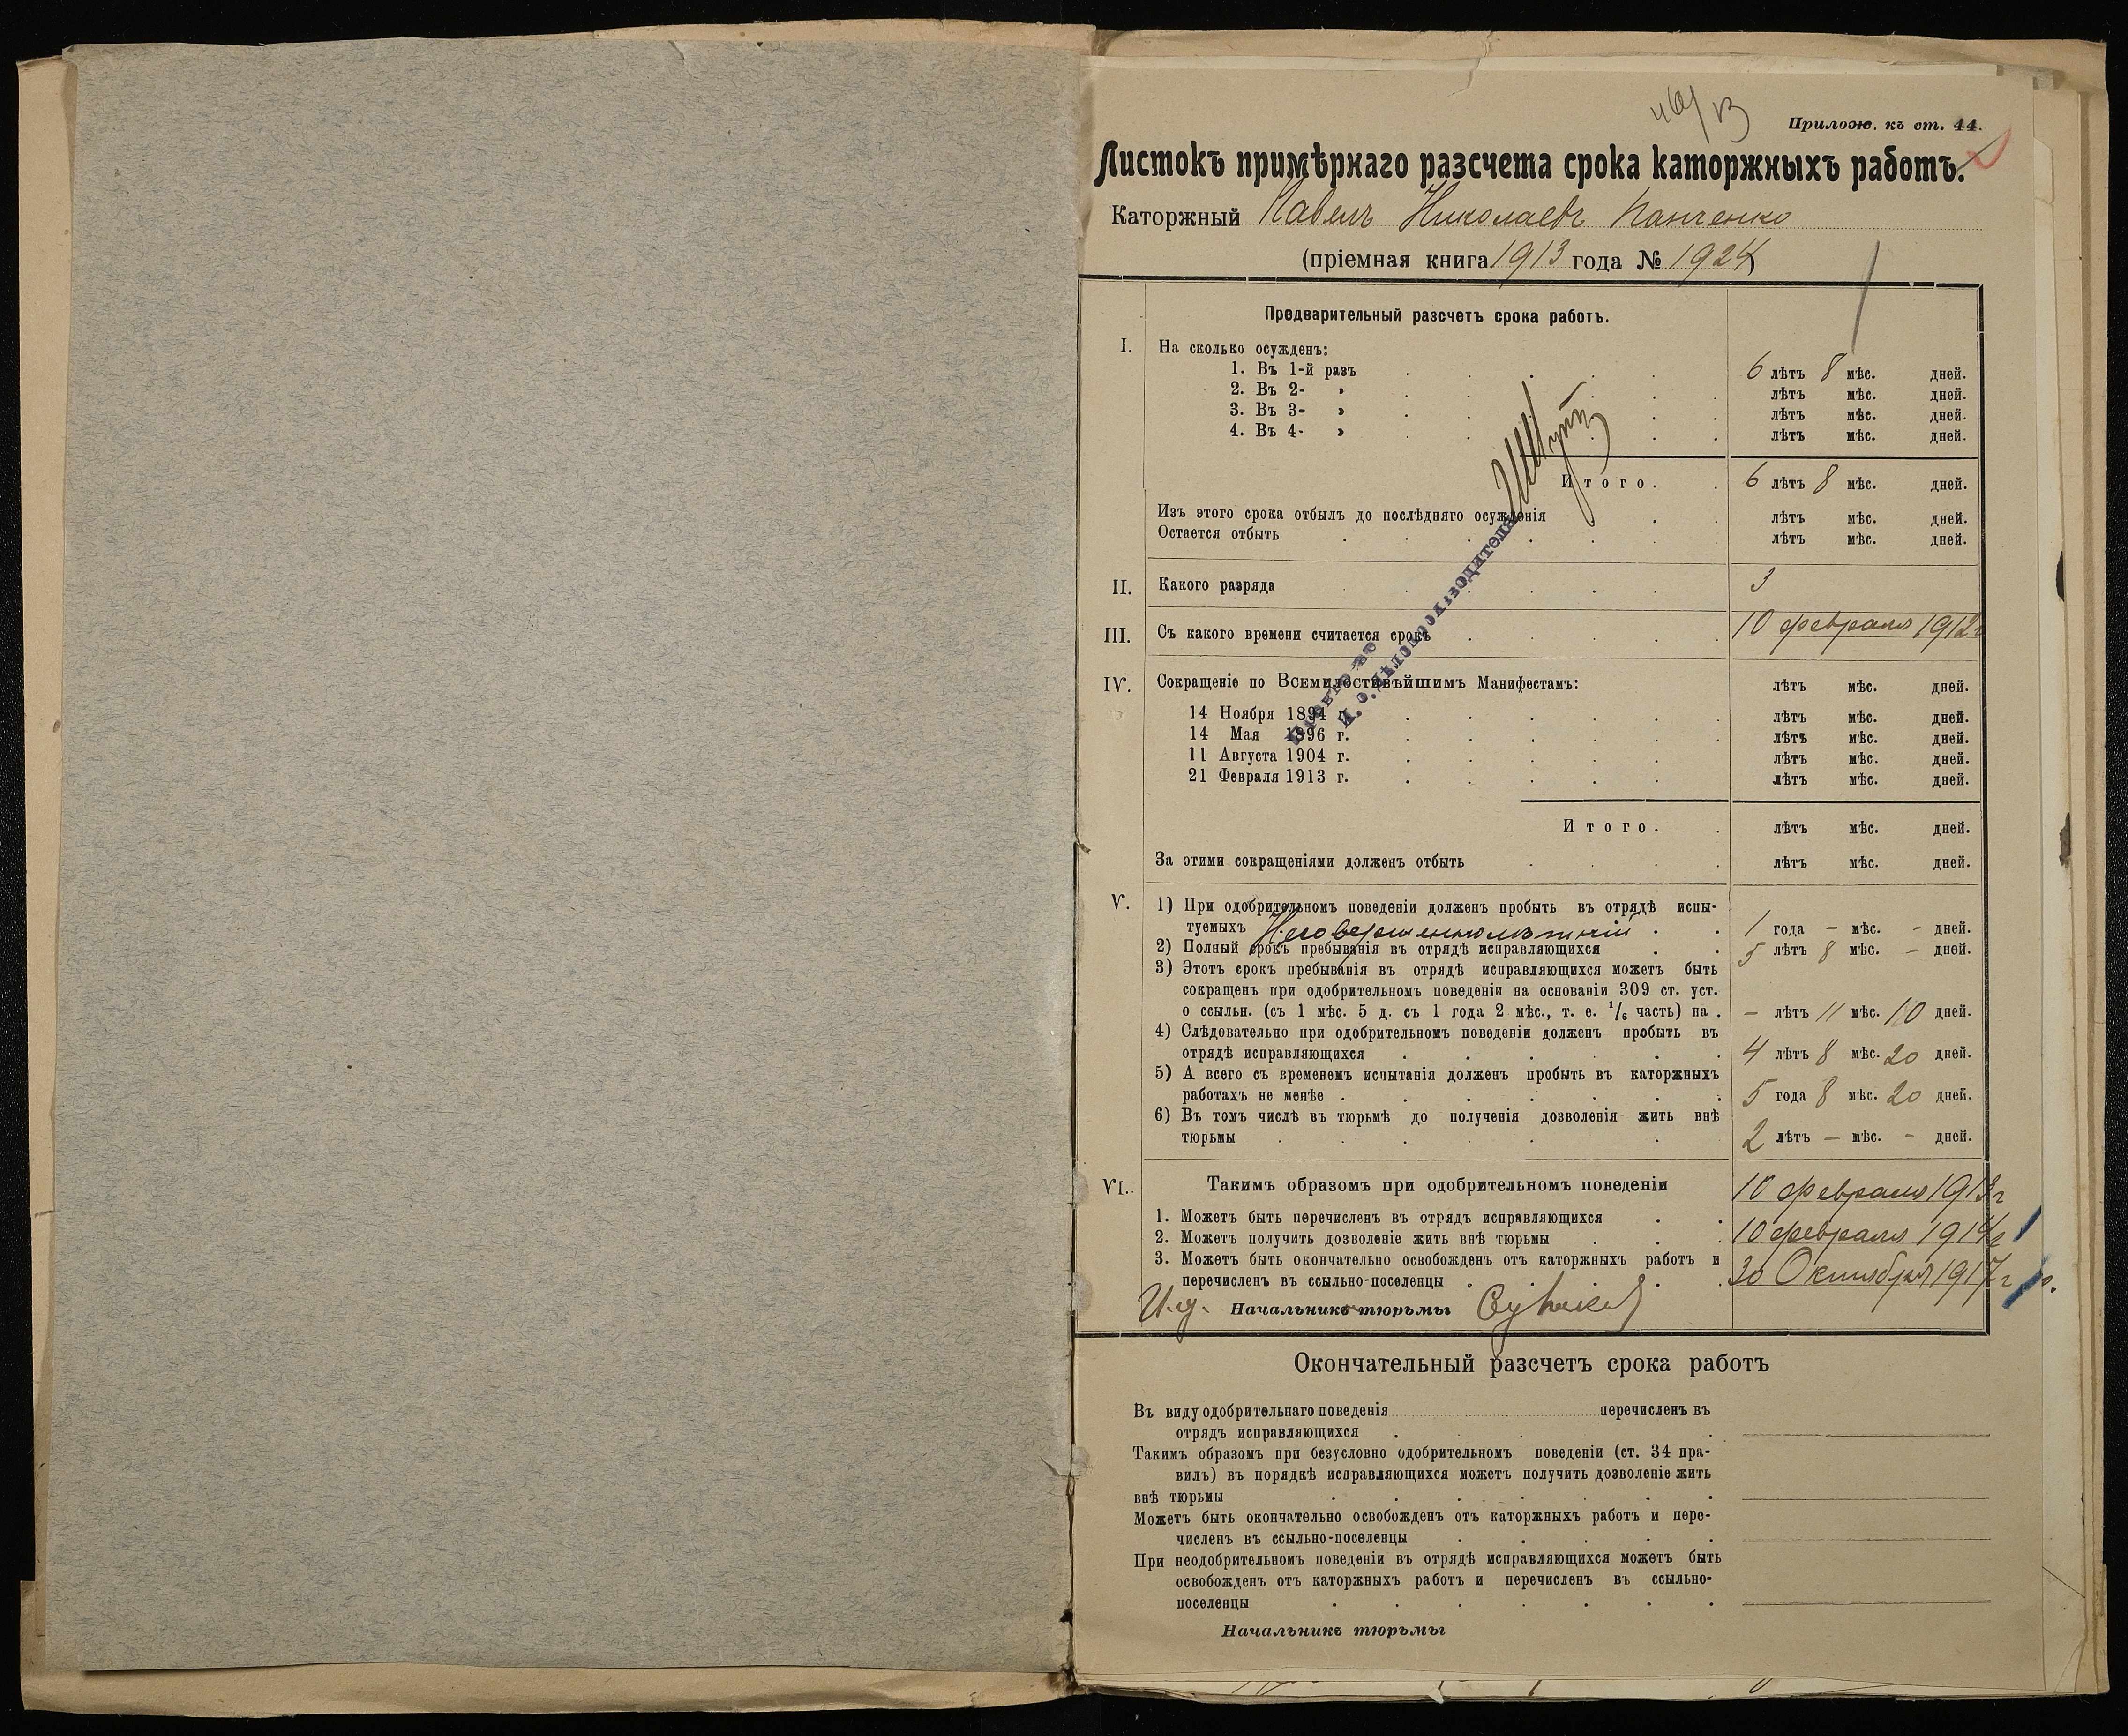 Прилож. къ ст. 44.
Листокъ примѣрнаго разсчета срока каторжныхъ работъ.
Каторжный Павелъ Николаевъ Панченко
(пріемная книга 1913 года № 1924)
Предварительный разсчетъ срока работъ.
I. На сколько осужденъ:
1. Въ 1-й разъ 6 лѣтъ 8 мѣс. дней.
2. Въ 2- » лѣтъ мѣс. дней.
3. Въ 3- » лѣтъ мѣс. дней.
4. Въ 4- » лѣтъ мѣс. дней.
Итого. 6 лѣтъ 8 мѣс. дней.
Изъ этого срока отбылъ до послѣдняго осужденія лѣтъ мѣс. дней.
Остается отбыть лѣтъ мѣс. дней.
II. Какого разряда 3
III. Съ какого времени считается срокъ 10 февраля 1912 г
И. о. Дѣлопроизводителя
IV. Сокращеніе по Всемилостивѣйшимъ Манифестамъ: лѣтъ мѣс. дней.
14 Ноября 1894 г. лѣтъ мѣс. дней.
14 Мая 1896 г. лѣтъ мѣс. дней.
11 Августа 1904 г. лѣтъ мѣс. дней.
21 Февраля 1913 г. лѣтъ мѣс. дней.
Итого. лѣтъ мѣс. дней.
За этими сокращеніями долженъ отбыть лѣтъ мѣс. дней.
V. 1) При одобрительномъ поведеніи долженъ пробыть въ отрядѣ испы-
туемыхъ Несовершеннолѣтній 1 года - мѣс. - дней.
2) Полный срокъ пребыванія въ отрядѣ исправляющихся 5 лѣтъ 8 мѣс. - дней.
3) Этотъ срокъ пребыванія въ отрядѣ исправляющихся можетъ быть
сокращенъ при одобрительномъ поведеніи на основаніи 309 ст. уст.
о ссыльн. (съ 1 мѣс. 5 д. съ 1 года 2 мѣс., т. е. 1/6 часть) на . - лѣтъ 11 мѣс. 10 дней.
4) Слѣдовательно при одобрительномъ поведеніи долженъ пробыть въ
отрядѣ исправляющихся 4 лѣтъ 8 мѣс. 20 дней.
5) А всего съ временемъ испытанія долженъ пробыть въ каторжныхъ
работахъ не менѣе 5 года 8 мѣс. 20 дней.
6) Въ томъ числѣ въ тюрьмѣ до полученія дозволенія жить внѣ
тюрьмы 2 лѣтъ - мѣс. - дней.
VI. Такимъ образомъ при одобрительномъ поведеніи
10 февраля 1913 г
1. Можетъ быть перечисленъ въ отрядъ исправляющихся
2. Можетъ получить дозволеніе жить внѣ тюрьмы 10 февраля 1914 г
3. Можетъ быть окончательно освобожденъ отъ каторжныхъ работъ и
перечисленъ въ ссыльно-поселенцы 30 Октября 1917 г
И.д. Начальникъ тюрьмы
Окончательный разсчетъ срока работъ
Въ виду одобрительнаго поведенія перечисленъ въ
отрядъ исправляющихся
Такимъ образомъ при безусловно одобрительномъ поведеніи (ст. 34 пра-
вилъ) въ порядкѣ исправляющихся можетъ получить дозволеніе жить
внѣ тюрьмы
Можетъ быть окончательно освобожденъ отъ каторжныхъ работъ и пере-
численъ въ ссыльно-поселенцы
При неодобрительномъ поведеніи въ отрядѣ исправляющихся можетъ быть
освобожденъ отъ каторжныхъ работъ и перечисленъ въ ссыльно-
поселенцы
Начальникъ тюрьмы